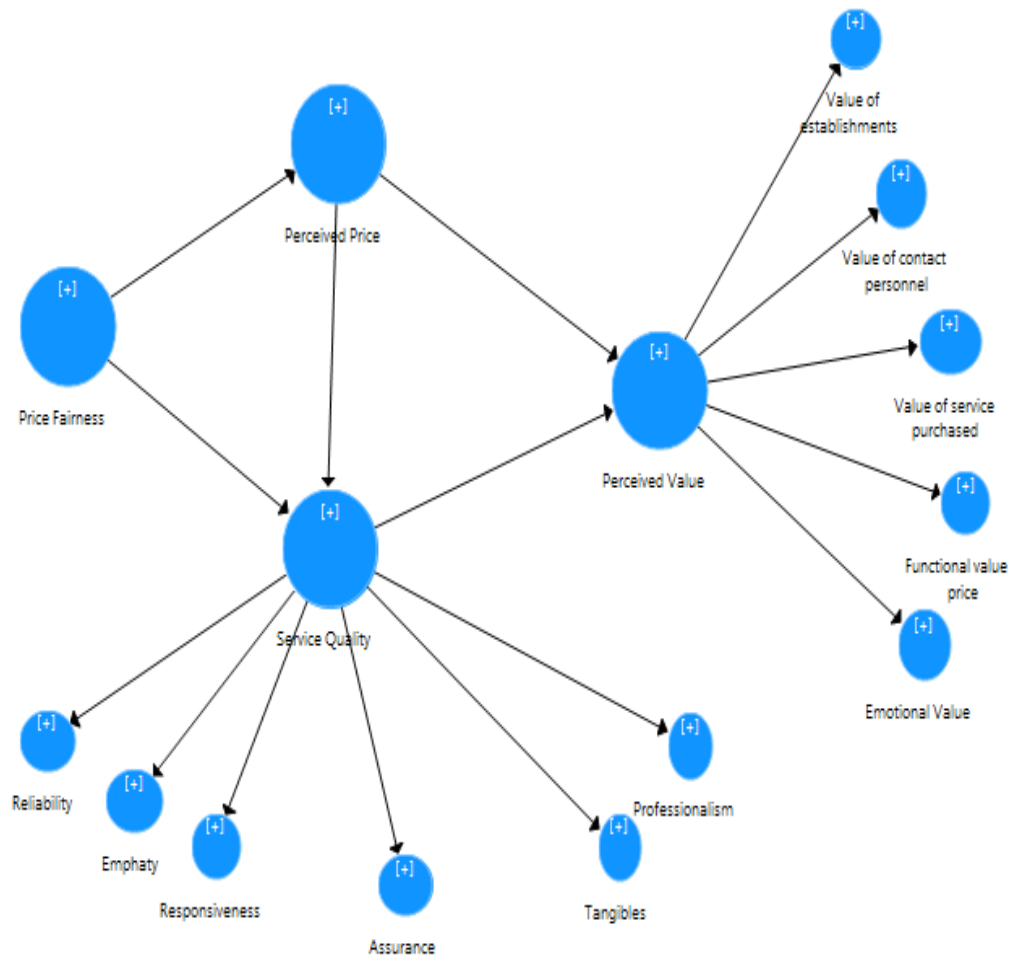 [+]
Value of
establishments
[+]
Perceived Price
[+]
Value of contact
personnel
[+]
Price Fairness
[+]
Value of service
purchased
[+]
Perceived Value
[+]
Functional value
price
[+]
Service Quality
[+]
Emotional Value
[+]
Reliability
[+]
Emphaty
[+]
Responsiveness
[+]
Assurance
[+]
Tangibles
[+]
Professionalism